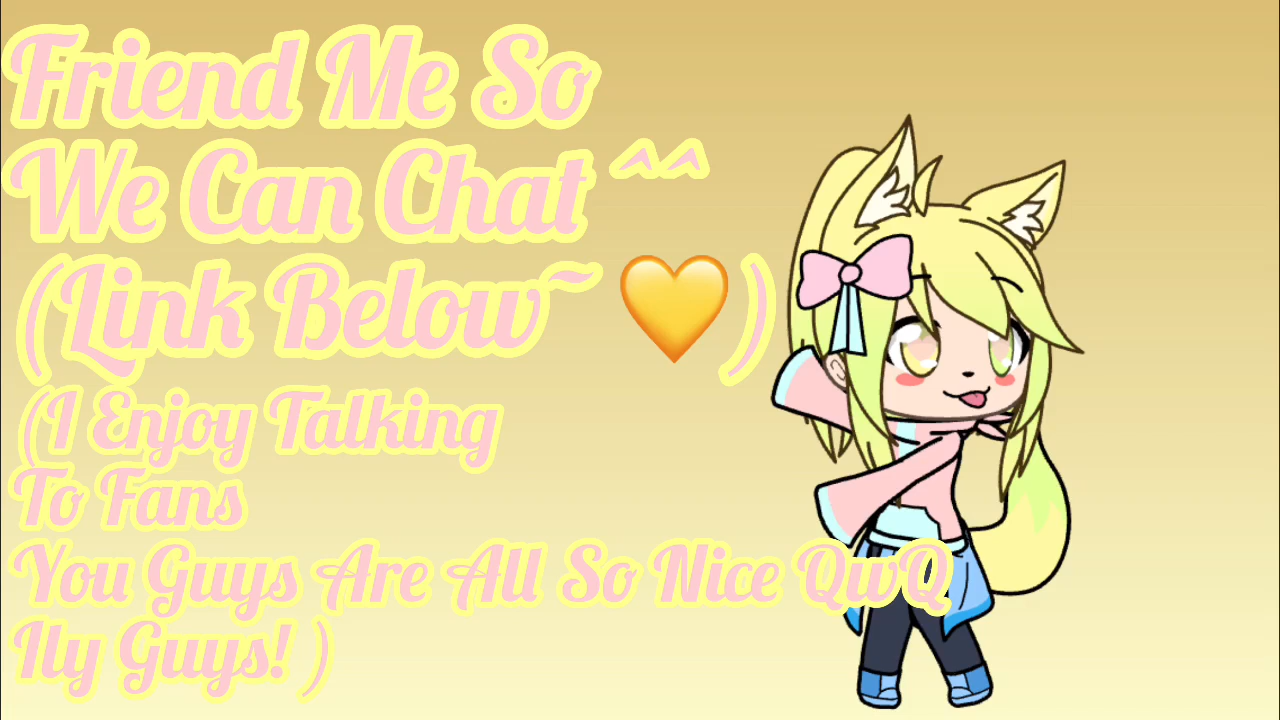 Friend Me So
We Can Chat ^^
(Link Below~ 💛)
(I Enjoy Talking
To Fans
You Guys Are All So Nice QwQ
Ily Guys! )